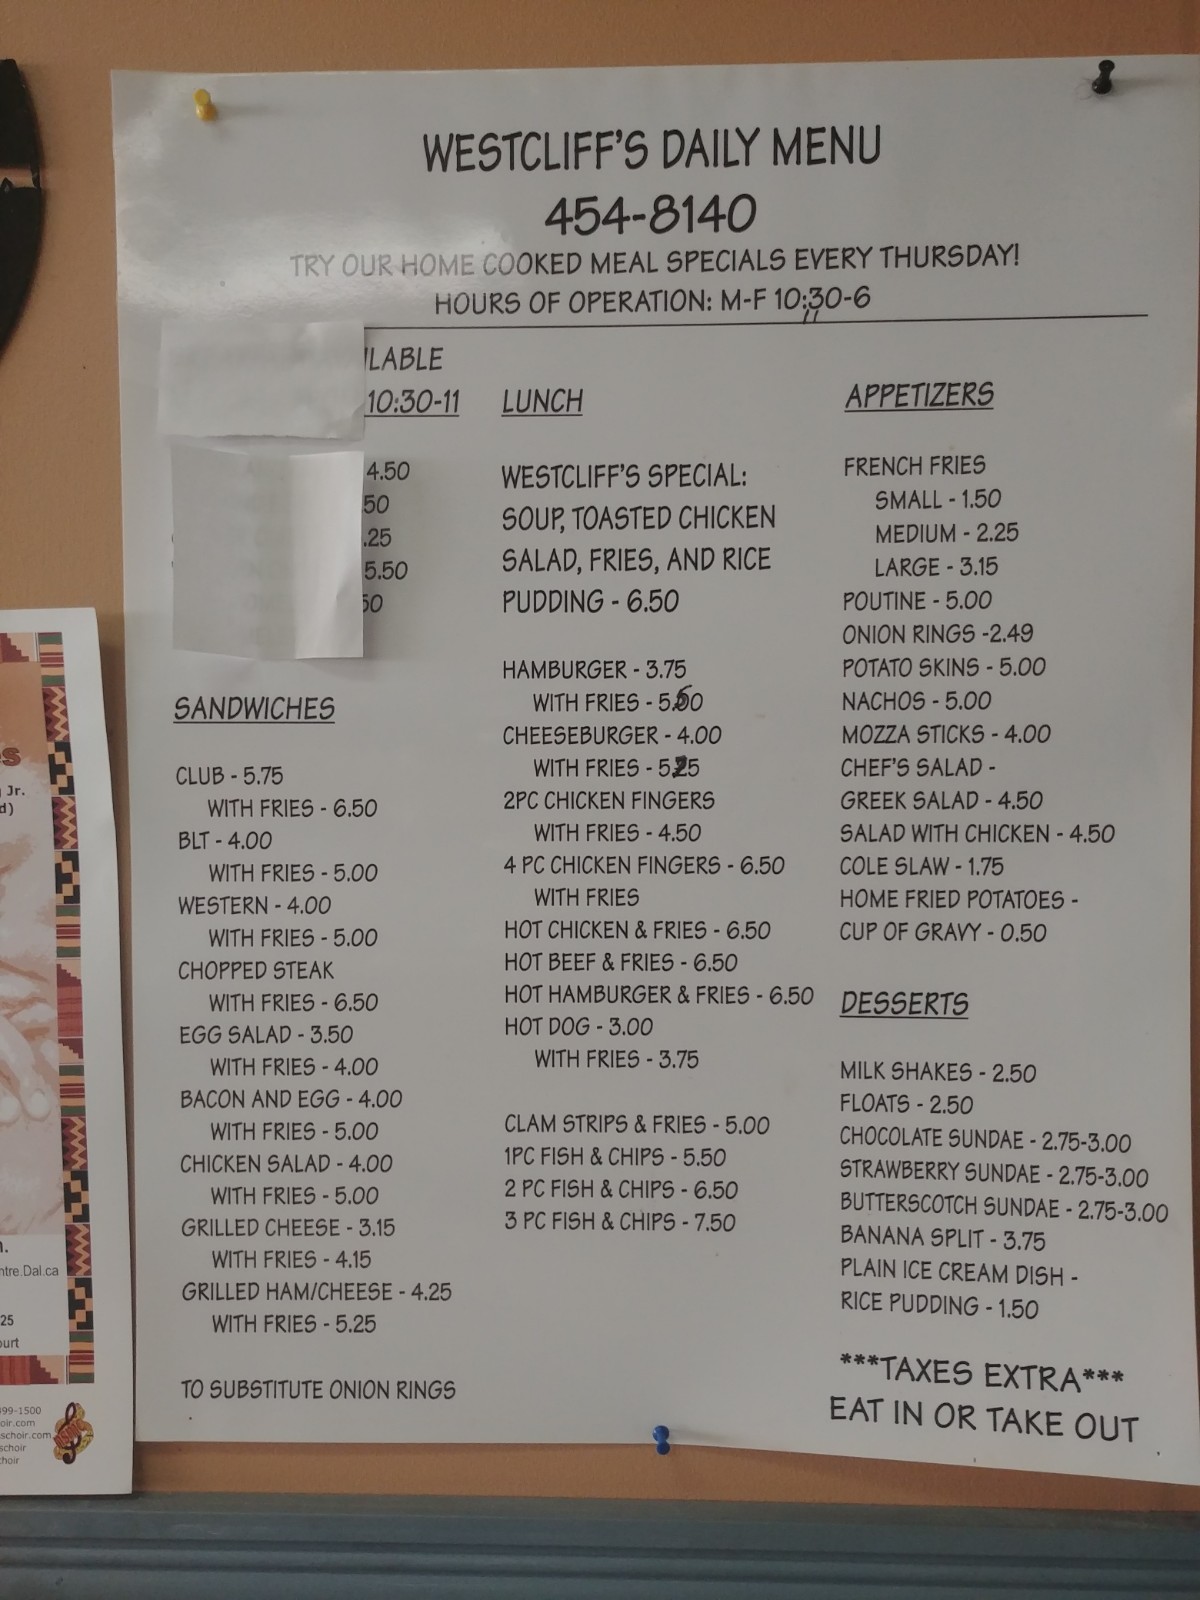 WESTCLIFF'S DAILY MENU
454-8140
TRY OUR HOME COOKED MEAL SPECIALS EVERY THURSDAY!
HOURS OF OPERATION: M-F 10:30-6
10:30-11
4.50
5.50
SANDWICHES
CLUB - 5.75
WITH FRIES - 6.50
BLT - 4.00
WITH FRIES - 5.00
WESTERN - 4.00
WITH FRIES - 5.00
CHOPPED STEAK
WITH FRIES - 6.50
EGG SALAD - 3.50
WITH FRIES - 4.00
BACON AND EGG - 4.00
WITH FRIES - 5.00
CHICKEN SALAD - 4.00
WITH FRIES - 5.00
GRILLED CHEESE - 3.15
WITH FRIES - 4.15
GRILLED HAM/CHEESE - 4.25
WITH FRIES - 5.25
TO SUBSTITUTE ONION RINGS
LUNCH
WESTCLIFF'S SPECIAL:
SOUP, TOASTED CHICKEN
SALAD, FRIES, AND RICE
PUDDING - 6.50
HAMBURGER - 3.75
WITH FRIES -
CHEESEBURGER - 4.00
WITH FRIES -
2PC CHICKEN FINGERS
WITH FRIES - 4.50
4 PC CHICKEN FINGERS - 6.50
WITH FRIES
HOT CHICKEN & FRIES - 6.50
HOT BEEF & FRIES - 6.50
HOT HAMBURGER & FRIES - 6.50
HOT DOG - 3.00
WITH FRIES - 3.75
CLAM STRIPS & FRIES - 5.00
1PC FISH & CHIPS - 5.50
2 PC FISH & CHIPS - 6.50
3 PC FISH & CHIPS - 7.50
APPETIZERS
FRENCH FRIES
SMALL - 1.50
MEDIUM - 2.25
LARGE - 3.15
POUTINE - 5.00
ONION RINGS -2.49
POTATO SKINS - 5.00
NACHOS - 5.00
MOZZA STICKS - 4.00
CHEF'S SALAD -
GREEK SALAD - 4.50
SALAD WITH CHICKEN - 4.50
COLE SLAW - 1.75
HOME FRIED POTATOES -
CUP OF GRAVY - 0.50
DESSERTS
MILK SHAKES - 2.50
FLOATS - 2.50
CHOCOLATE SUNDAE - 2.75-3.00
STRAWBERRY SUNDAE - 2.75-3.00
BUTTERSCOTCH SUNDAE - 2.75-3.00
BANANA SPLIT - 3.75
PLAIN ICE CREAM DISH -
RICE PUDDING - 1.50
***TAXES EXTRA***
EAT IN OR TAKE OUT
Jr.
ntre.Dal.ca
25